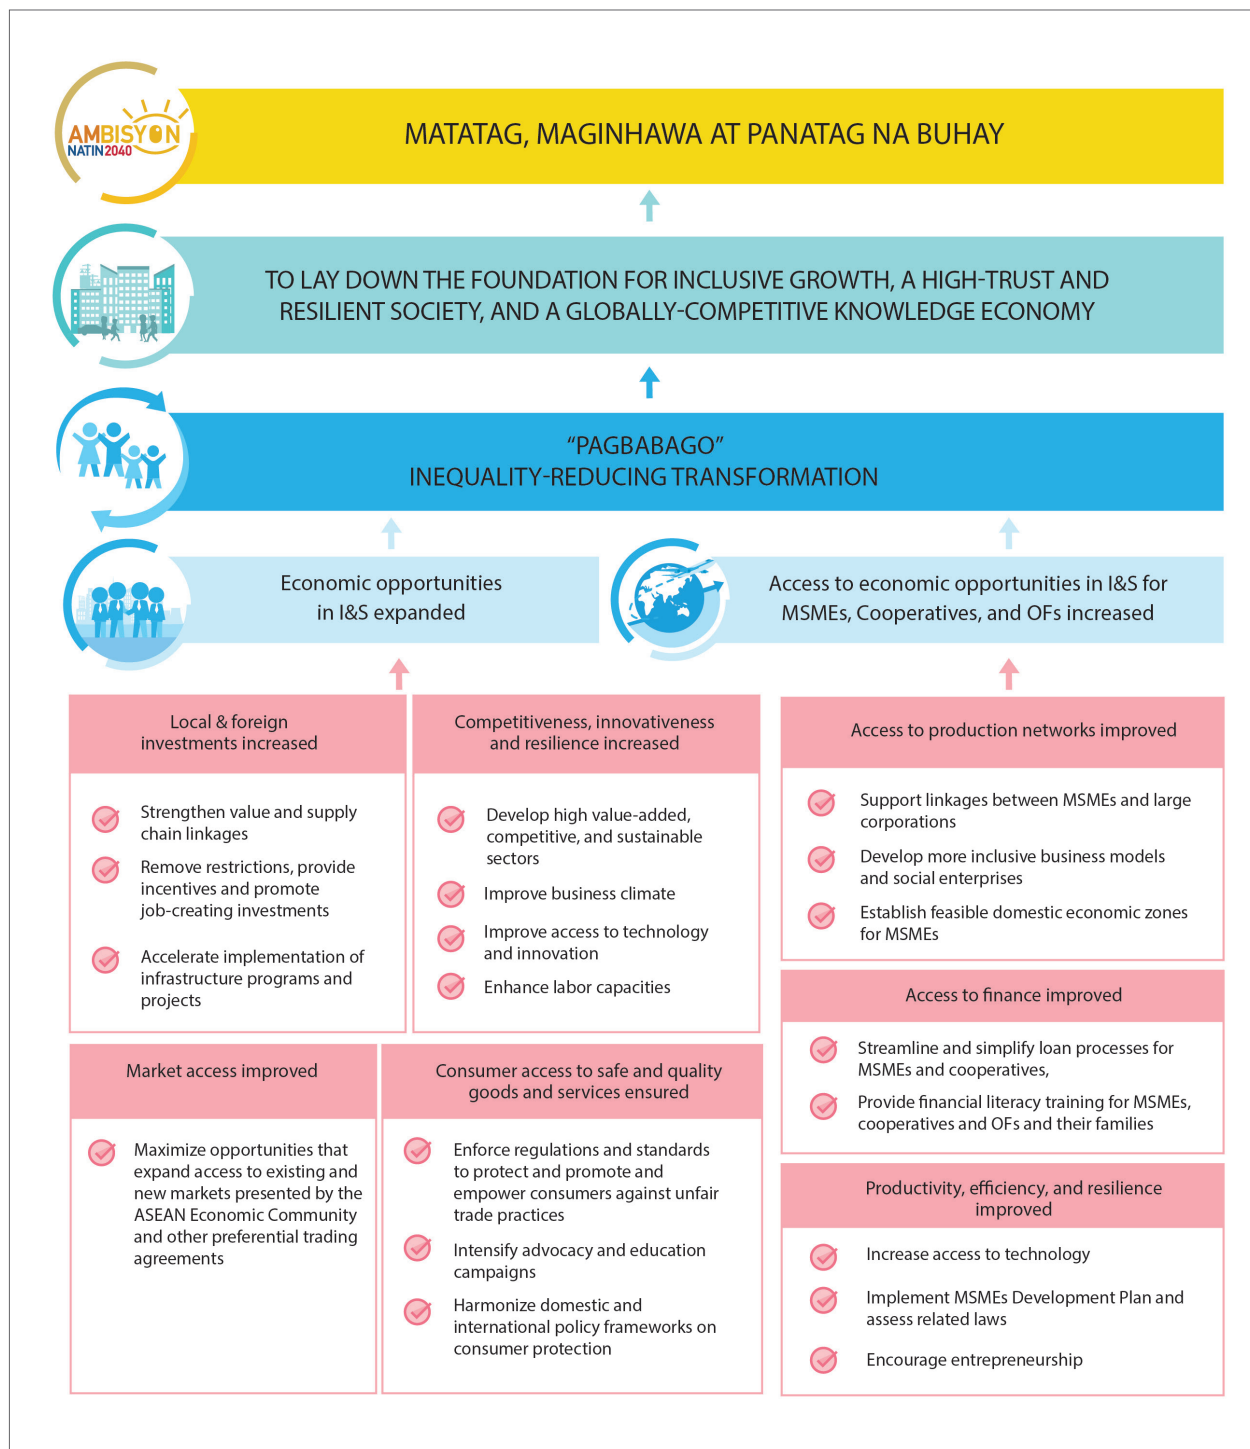 AMBISYON
NATIN 2040
MATATAG, MAGINHAWA AT PANATAG NA BUHAY
TO LAY DOWN THE FOUNDATION FOR INCLUSIVE GROWTH, A HIGH-TRUST AND
RESILIENT SOCIETY, AND A GLOBALLY-COMPETITIVE KNOWLEDGE ECONOMY
“PAGBABAGO”
INEQUALITY-REDUCING TRANSFORMATION
Economic opportunities
in I&S expanded
Access to economic opportunities in I&S for
MSMEs, Cooperatives, and OFs increased
Local & foreign
investments increased
Strengthen value and supply
chain linkages
Remove restrictions, provide
incentives and promote
job-creating investments
Accelerate implementation of
infrastructure programs and
projects
Competitiveness, innovativeness
and resilience increased
Develop high value-added,
competitive, and sustainable
sectors
Improve business climate
Improve access to technology
and innovation
Enhance labor capacities
Market access improved
Maximize opportunities that
expand access to existing and
new markets presented by the
ASEAN Economic Community
and other preferential trading
agreements
Consumer access to safe and quality
goods and services ensured
Enforce regulations and standards
to protect and promote and
empower consumers against unfair
trade practices
Intensify advocacy and education
campaigns
Harmonize domestic and
international policy frameworks on
consumer protection
Access to production networks improved
Support linkages between MSMEs and large
corporations
Develop more inclusive business models
and social enterprises
Establish feasible domestic economic zones
for MSMEs
Access to finance improved
Streamline and simplify loan processes for
MSMEs and cooperatives,
Provide financial literacy training for MSMEs,
cooperatives and OFs and their families
Productivity, efficiency, and resilience
improved
Increase access to technology
Implement MSMEs Development Plan and
assess related laws
Encourage entrepreneurship